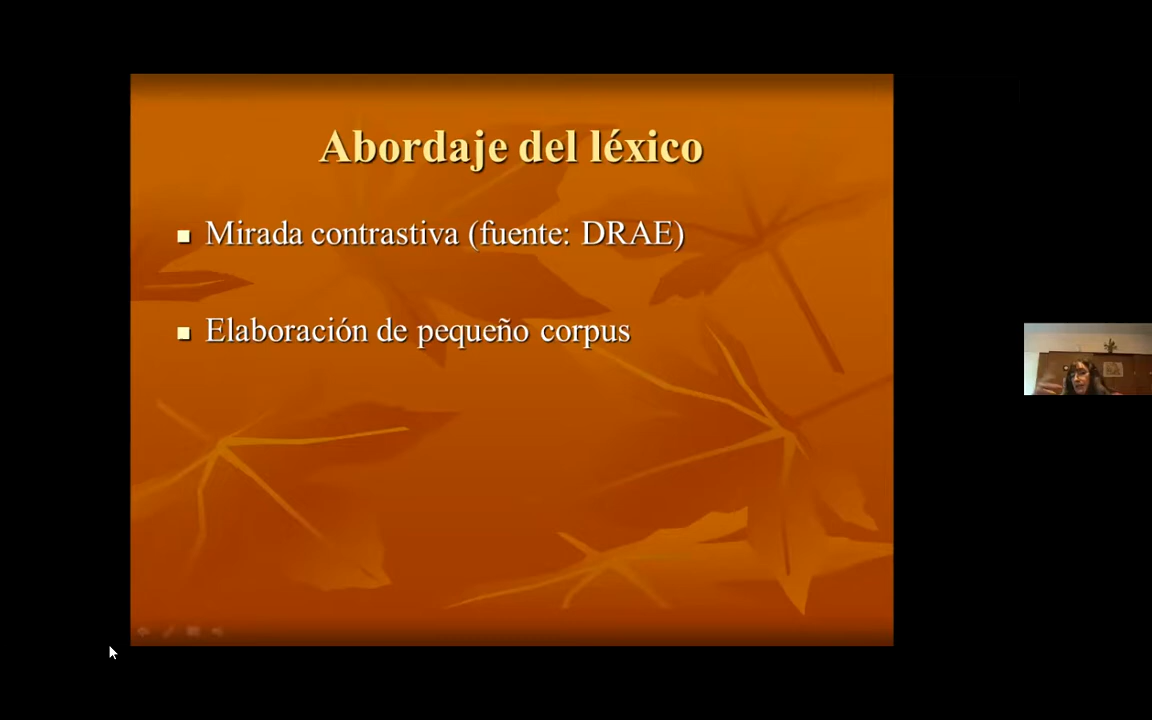 Abordaje del léxico
Mirada contrastiva (fuente: DRAE)
Elaboración de pequeño corpus